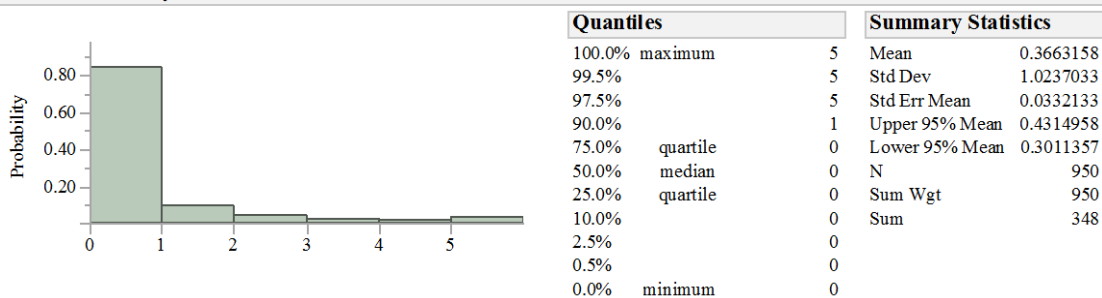 Probability
0.80
0.60
0.40
0.20
0 1 2 3 4 5
Quantiles
100.0% maximum 5
99.5% 5
97.5% 5
90.0% 1
75.0% quartile 0
50.0% median 0
25.0% quartile 0
10.0% 0
2.5% 0
0.5% 0
0.0% minimum 0
Summary Statistics
Mean 0.3663158
Std Dev 1.0237033
Std Err Mean 0.0332133
Upper 95% Mean 0.4314958
Lower 95% Mean 0.3011357
N 950
Sum Wgt 950
Sum 348